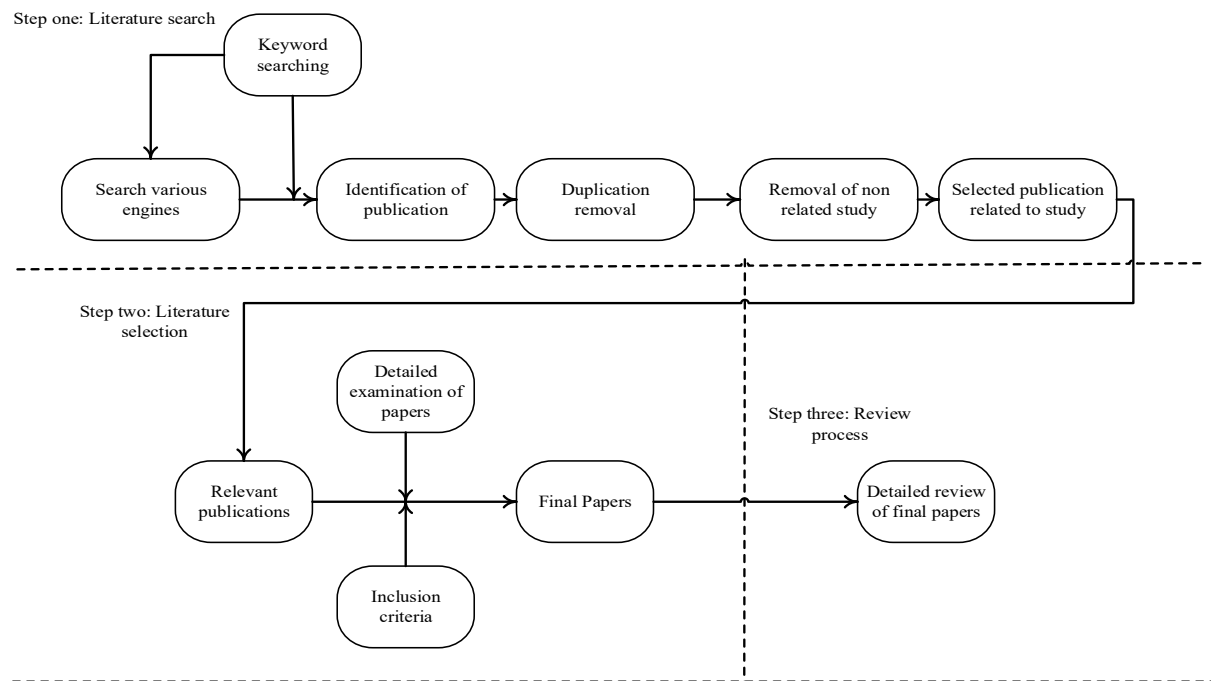 Step one: Literature search
Keyword
searching
Search various
engines
Identification of
publication
Duplication
removal
Removal of non
related study
Selected publication
related to study
Step two: Literature
selection
Detailed
examination of
papers
Step three: Review
process
Relevant
publications
Final Papers
Detailed review
of final papers
Inclusion
criteria